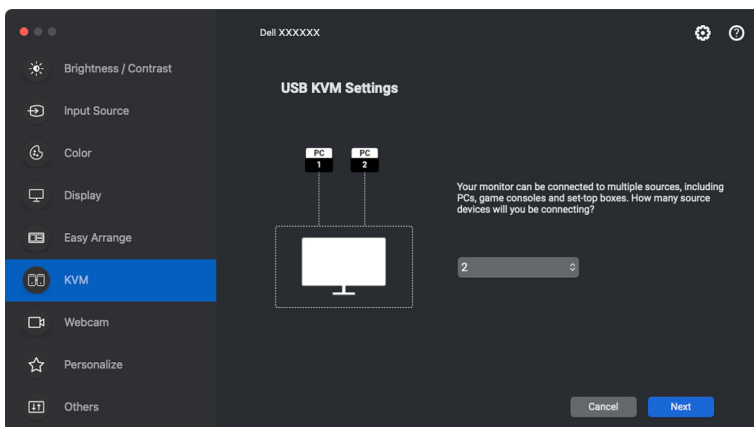 Dell XXXXXX
Brightness / Contrast
Input Source
Color
Display
Easy Arrange
KVM
Webcam
Personalize
Others
USB KVM Settings
PC
1
PC
2
Your monitor can be connected to multiple sources, including
PCs, game consoles and set-top boxes. How many source
devices will you be connecting?
2
Cancel
Next